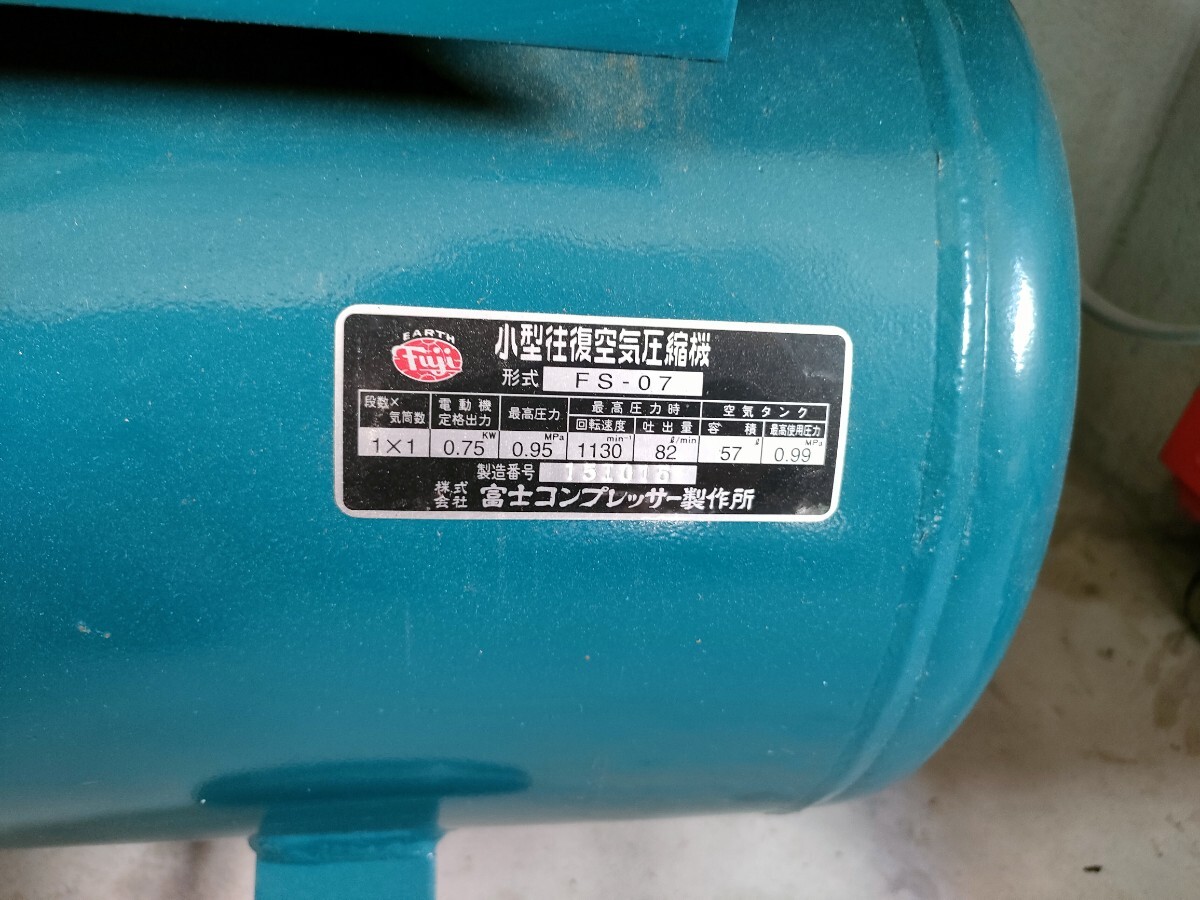 EARTH
Fuji
小型往復空気圧縮機
形式 FS-07
段数×気筒数 電動機定格出力 最高圧力 最高圧力時 空気タンク
回転速度 吐出量 容積 最高使用圧力
1×1 0.75 KW 0.95 MPa 1130 min⁻¹ 82 ℓ/min 57 ℓ 0.99 MPa
製造番号
株式会社 富士コンプレッサー製作所